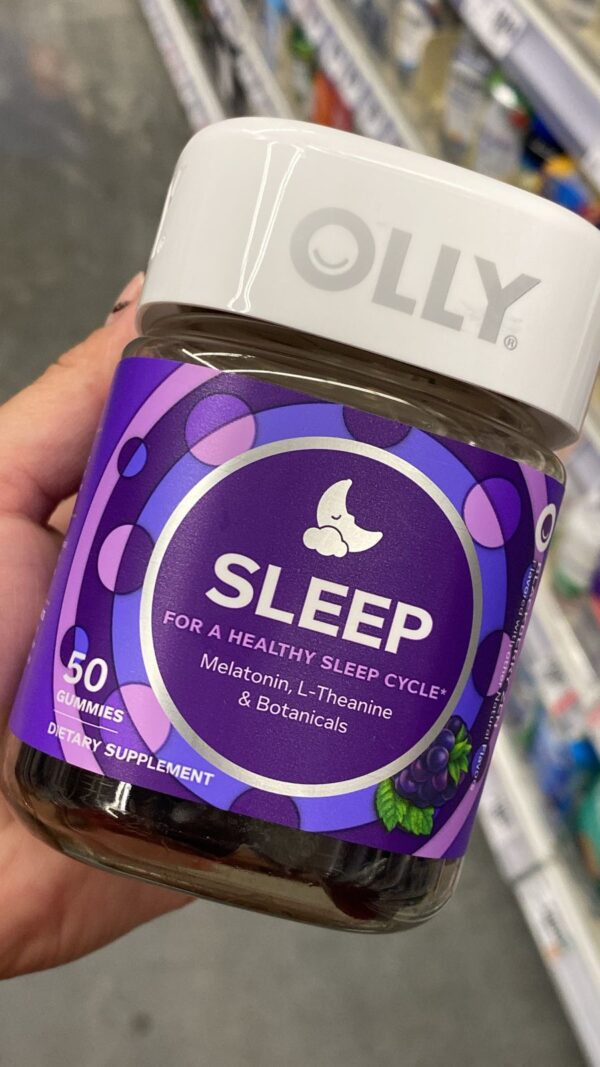 OLLY®
SLEEP
FOR A HEALTHY SLEEP CYCLE*
Melatonin, L-Theanine
& Botanicals
50
GUMMIES
DIETARY SUPPLEMENT